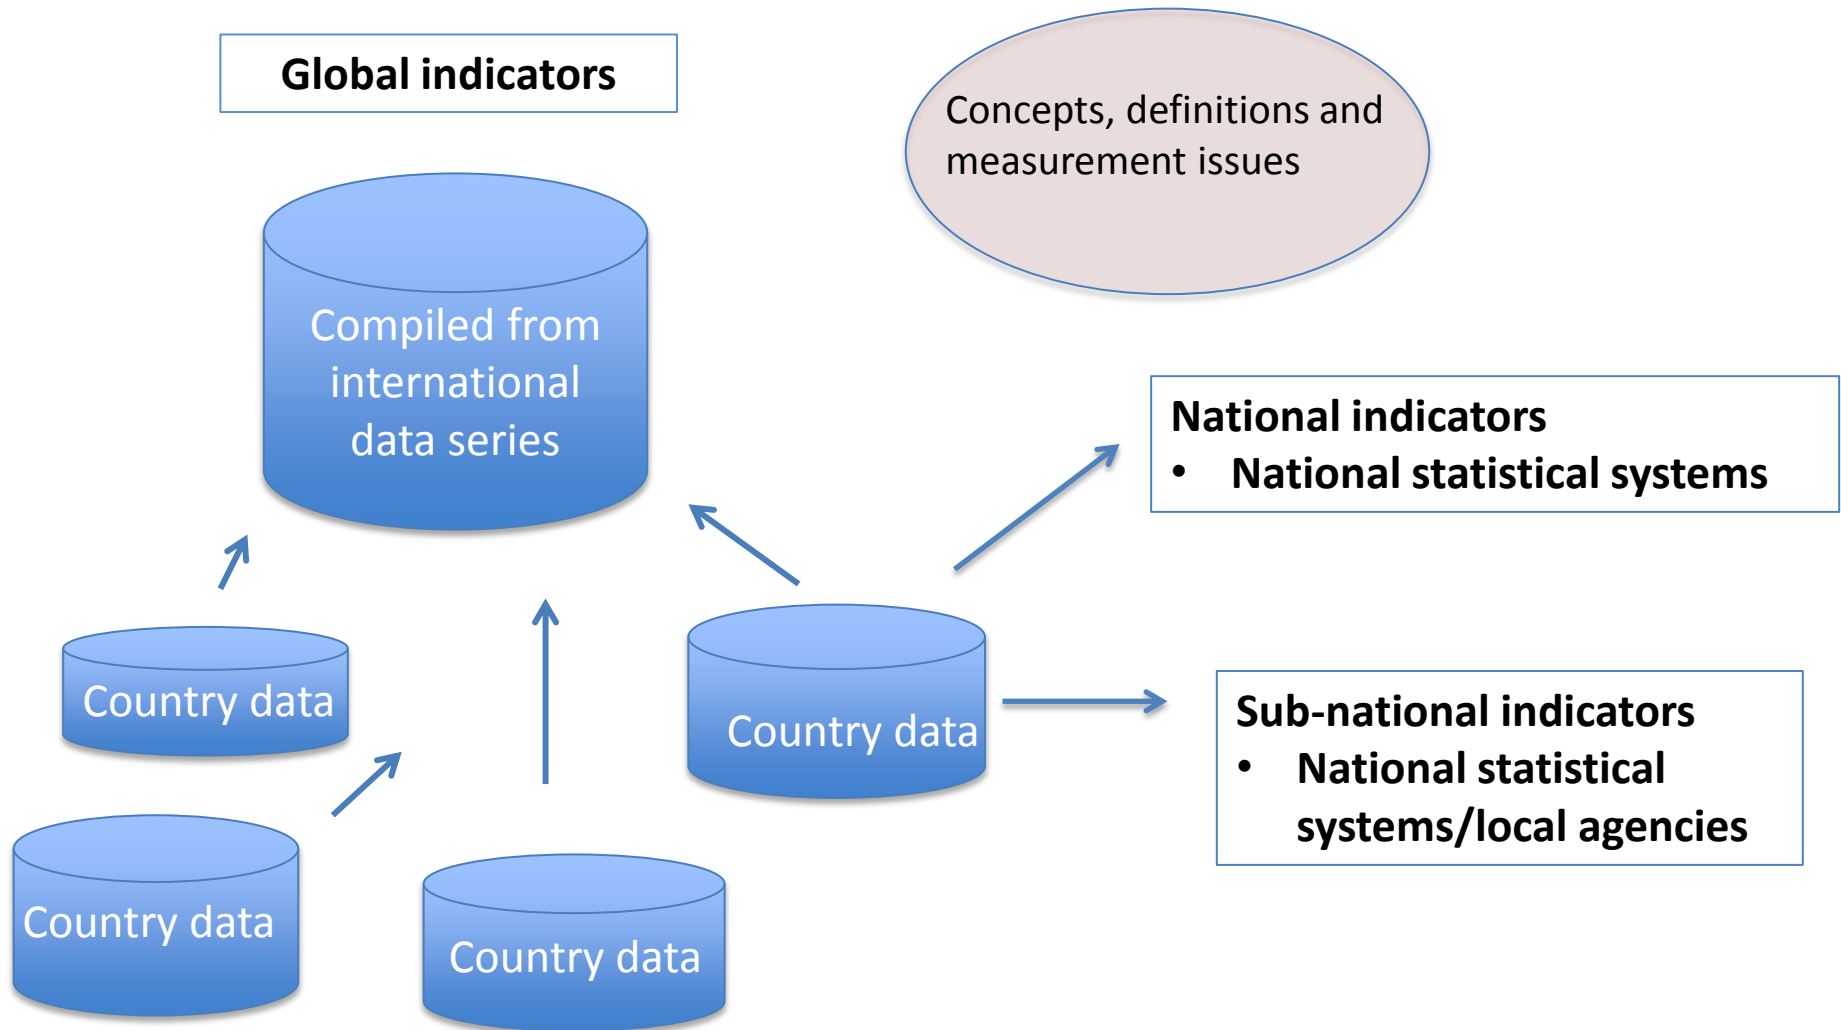 Global indicators
Concepts, definitions and
measurement issues
Compiled from
international
data series
National indicators
• National statistical systems
Country data
Country data
Sub-national indicators
• National statistical
systems/local agencies
Country data
Country data